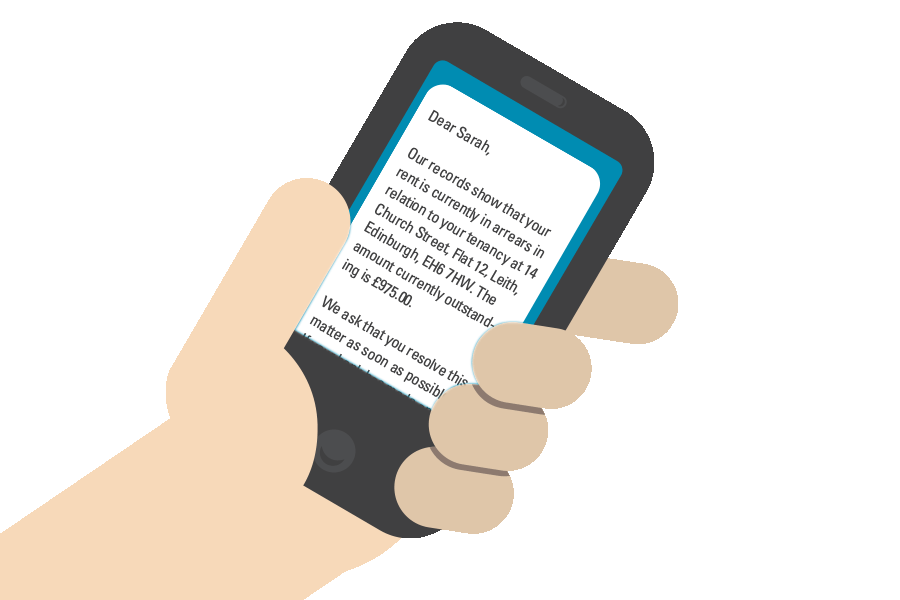 Dear Sarah,
Our records show that your
rent is currently in arrears in
relation to your tenancy at 14
Church Street, Flat 12, Leith,
Edinburgh, EH6 7HW. The
amount currently outstand-
ing is £975.00.
We ask that you resolve this
matter as soon as